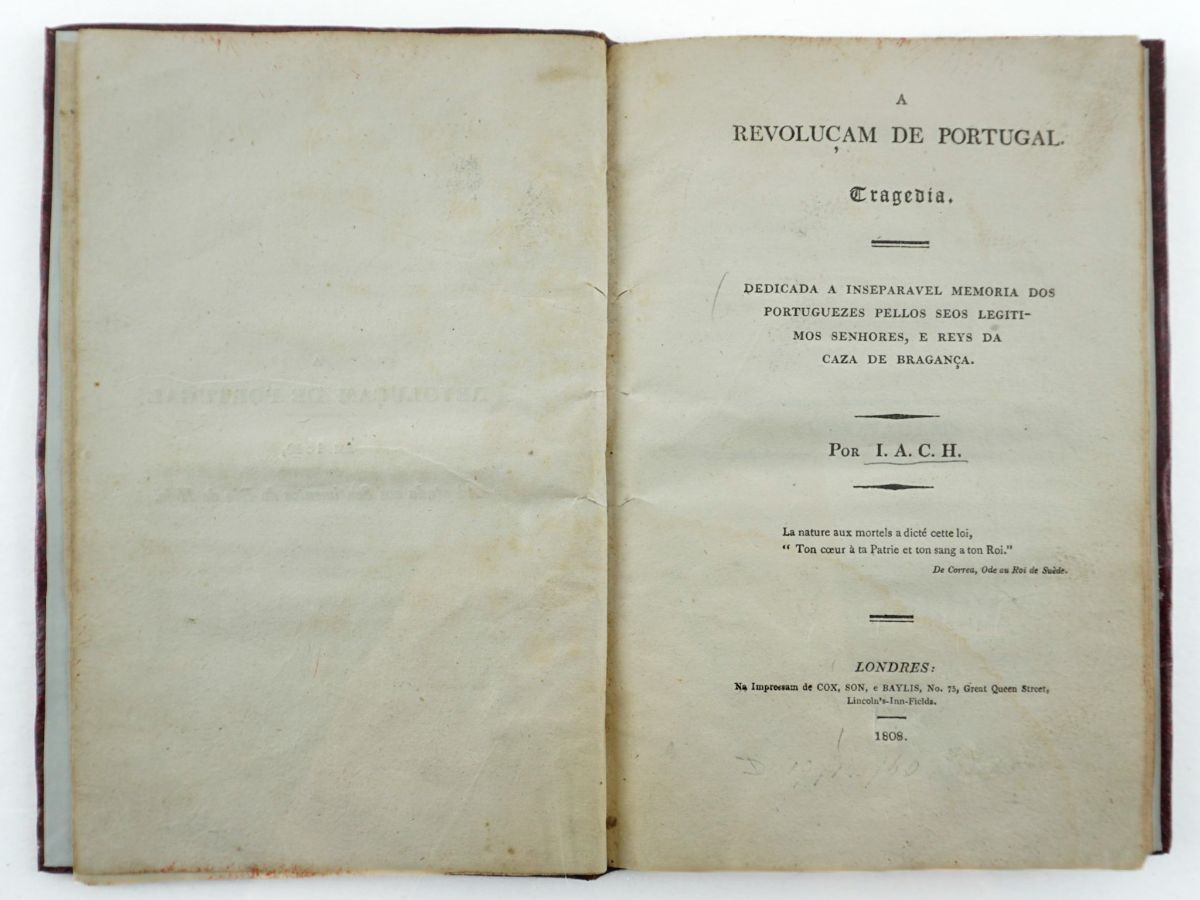 A
REVOLUÇAM DE PORTUGAL.
Tragedia.
DEDICADA A INSEPARAVEL MEMORIA DOS
PORTUGUEZES PELLOS SEOS LEGITI-
MOS SENHORES, E REYS DA
CAZA DE BRAGANÇA.
POR I. A. C. H.
La nature aux mortels a dicté cette loi,
“ Ton cœur à ta Patrie et ton sang a ton Roi.”
De Correa, Ode au Roi de Suède.
LONDRES:
Na Impressam de COX, SON, e BAYLIS, No. 75, Great Queen Street,
Lincoln's-Inn-Fields.
1808.